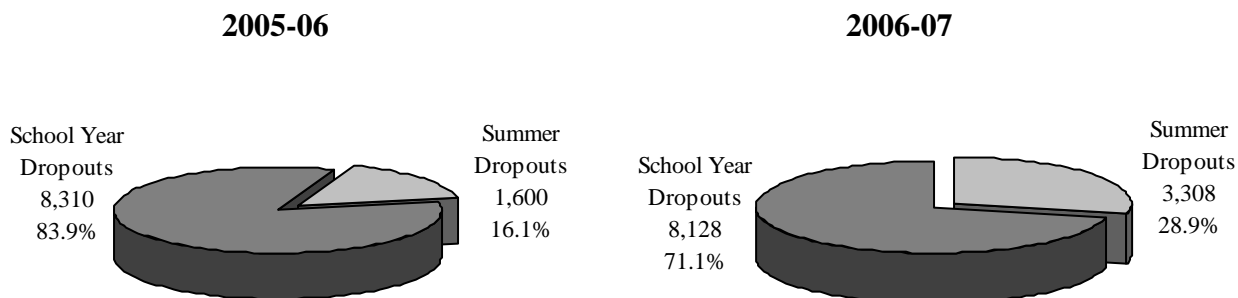 2005-06
School Year
Dropouts
8,310
83.9%
Summer
Dropouts
1,600
16.1%
2006-07
School Year
Dropouts
8,128
71.1%
Summer
Dropouts
3,308
28.9%